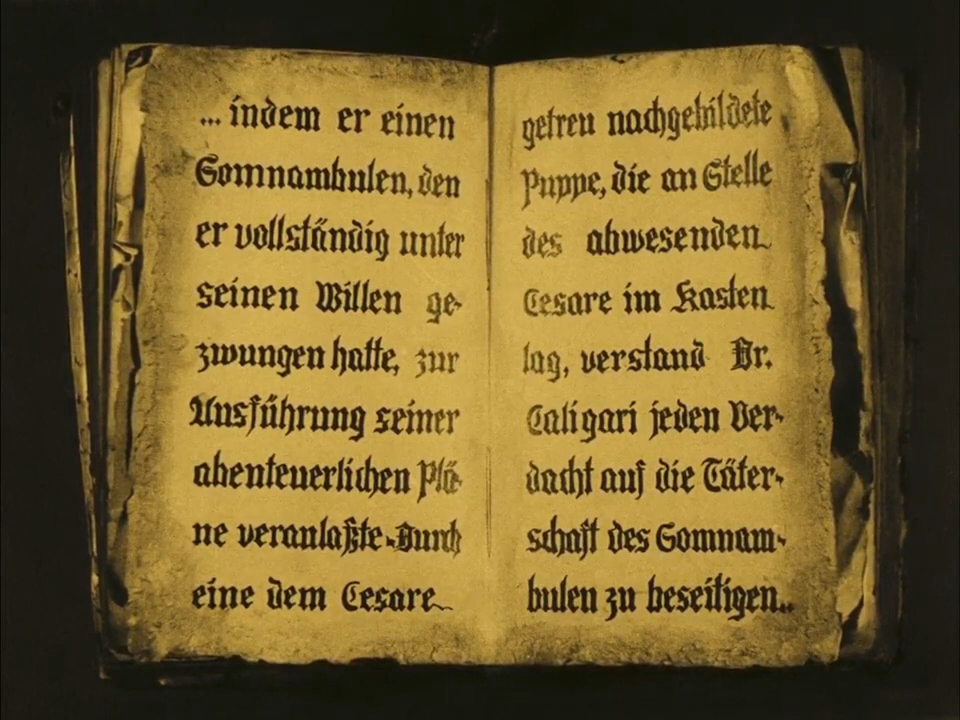 ... indem er einen
Somnambulen, den
er vollständig unter
seinen Willen ge-
zwungen hatte, zur
Ausführung seiner
abenteuerlichen Plä-
ne veranlaßte. Durch
eine dem Cesare
getreu nachgebildete
Puppe, die an Stelle
des abwesenden
Cesare im Kasten
lag, verstand Dr.
Caligari jeden Ver-
dacht auf die Täter-
schaft des Somnam-
bulen zu beseitigen..